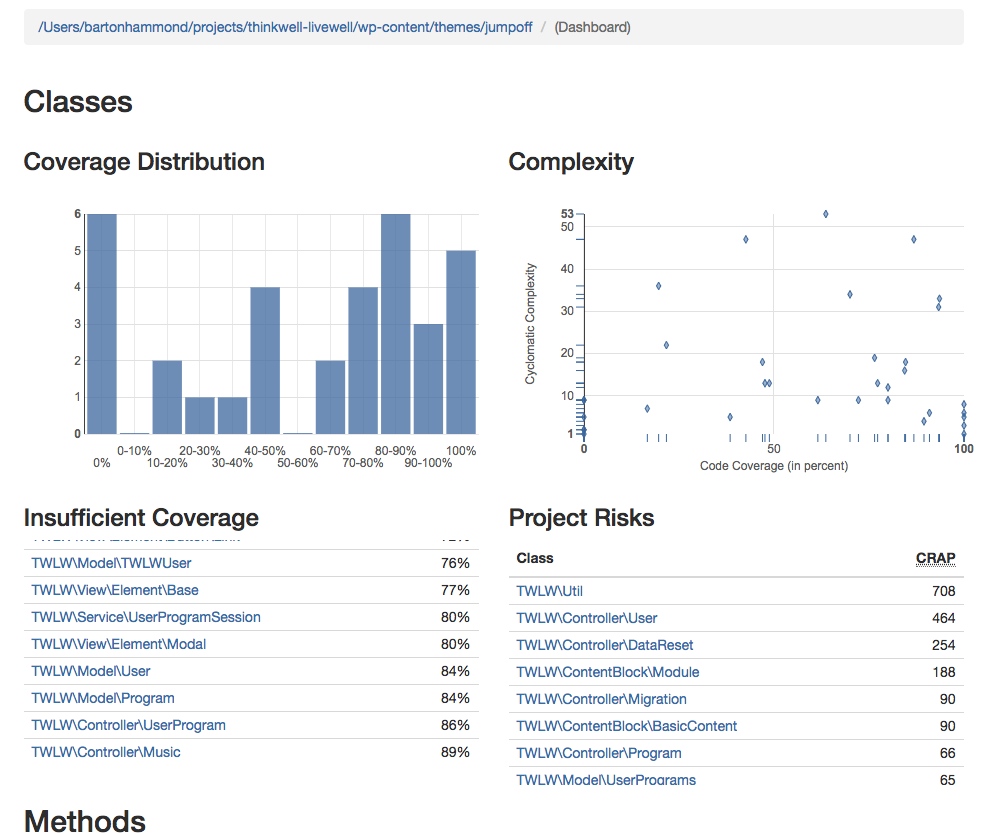 /Users/bartonhammond/projects/thinkwell-livewell/wp-content/themes/jumpoff / (Dashboard)
Classes
Coverage Distribution
6
5
4
3
2
1
0
0% 0-10% 10-20% 20-30% 30-40% 40-50% 50-60% 60-70% 70-80% 80-90% 90-100% 100%
Complexity
Cyclomatic Complexity
53
50
40
30
20
10
1
0 50 100
Code Coverage (in percent)
Insufficient Coverage
TWLW\Model\TWLWUser 76%
TWLW\View\Element\Base 77%
TWLW\Service\UserProgramSession 80%
TWLW\View\Element\Modal 80%
TWLW\Model\User 84%
TWLW\Model\Program 84%
TWLW\Controller\UserProgram 86%
TWLW\Controller\Music 89%
Project Risks
Class CRAP
TWLW\Util 708
TWLW\Controller\User 464
TWLW\Controller\DataReset 254
TWLW\ContentBlock\Module 188
TWLW\Controller\Migration 90
TWLW\ContentBlock\BasicContent 90
TWLW\Controller\Program 66
TWLW\Model\UserPrograms 65
Methods